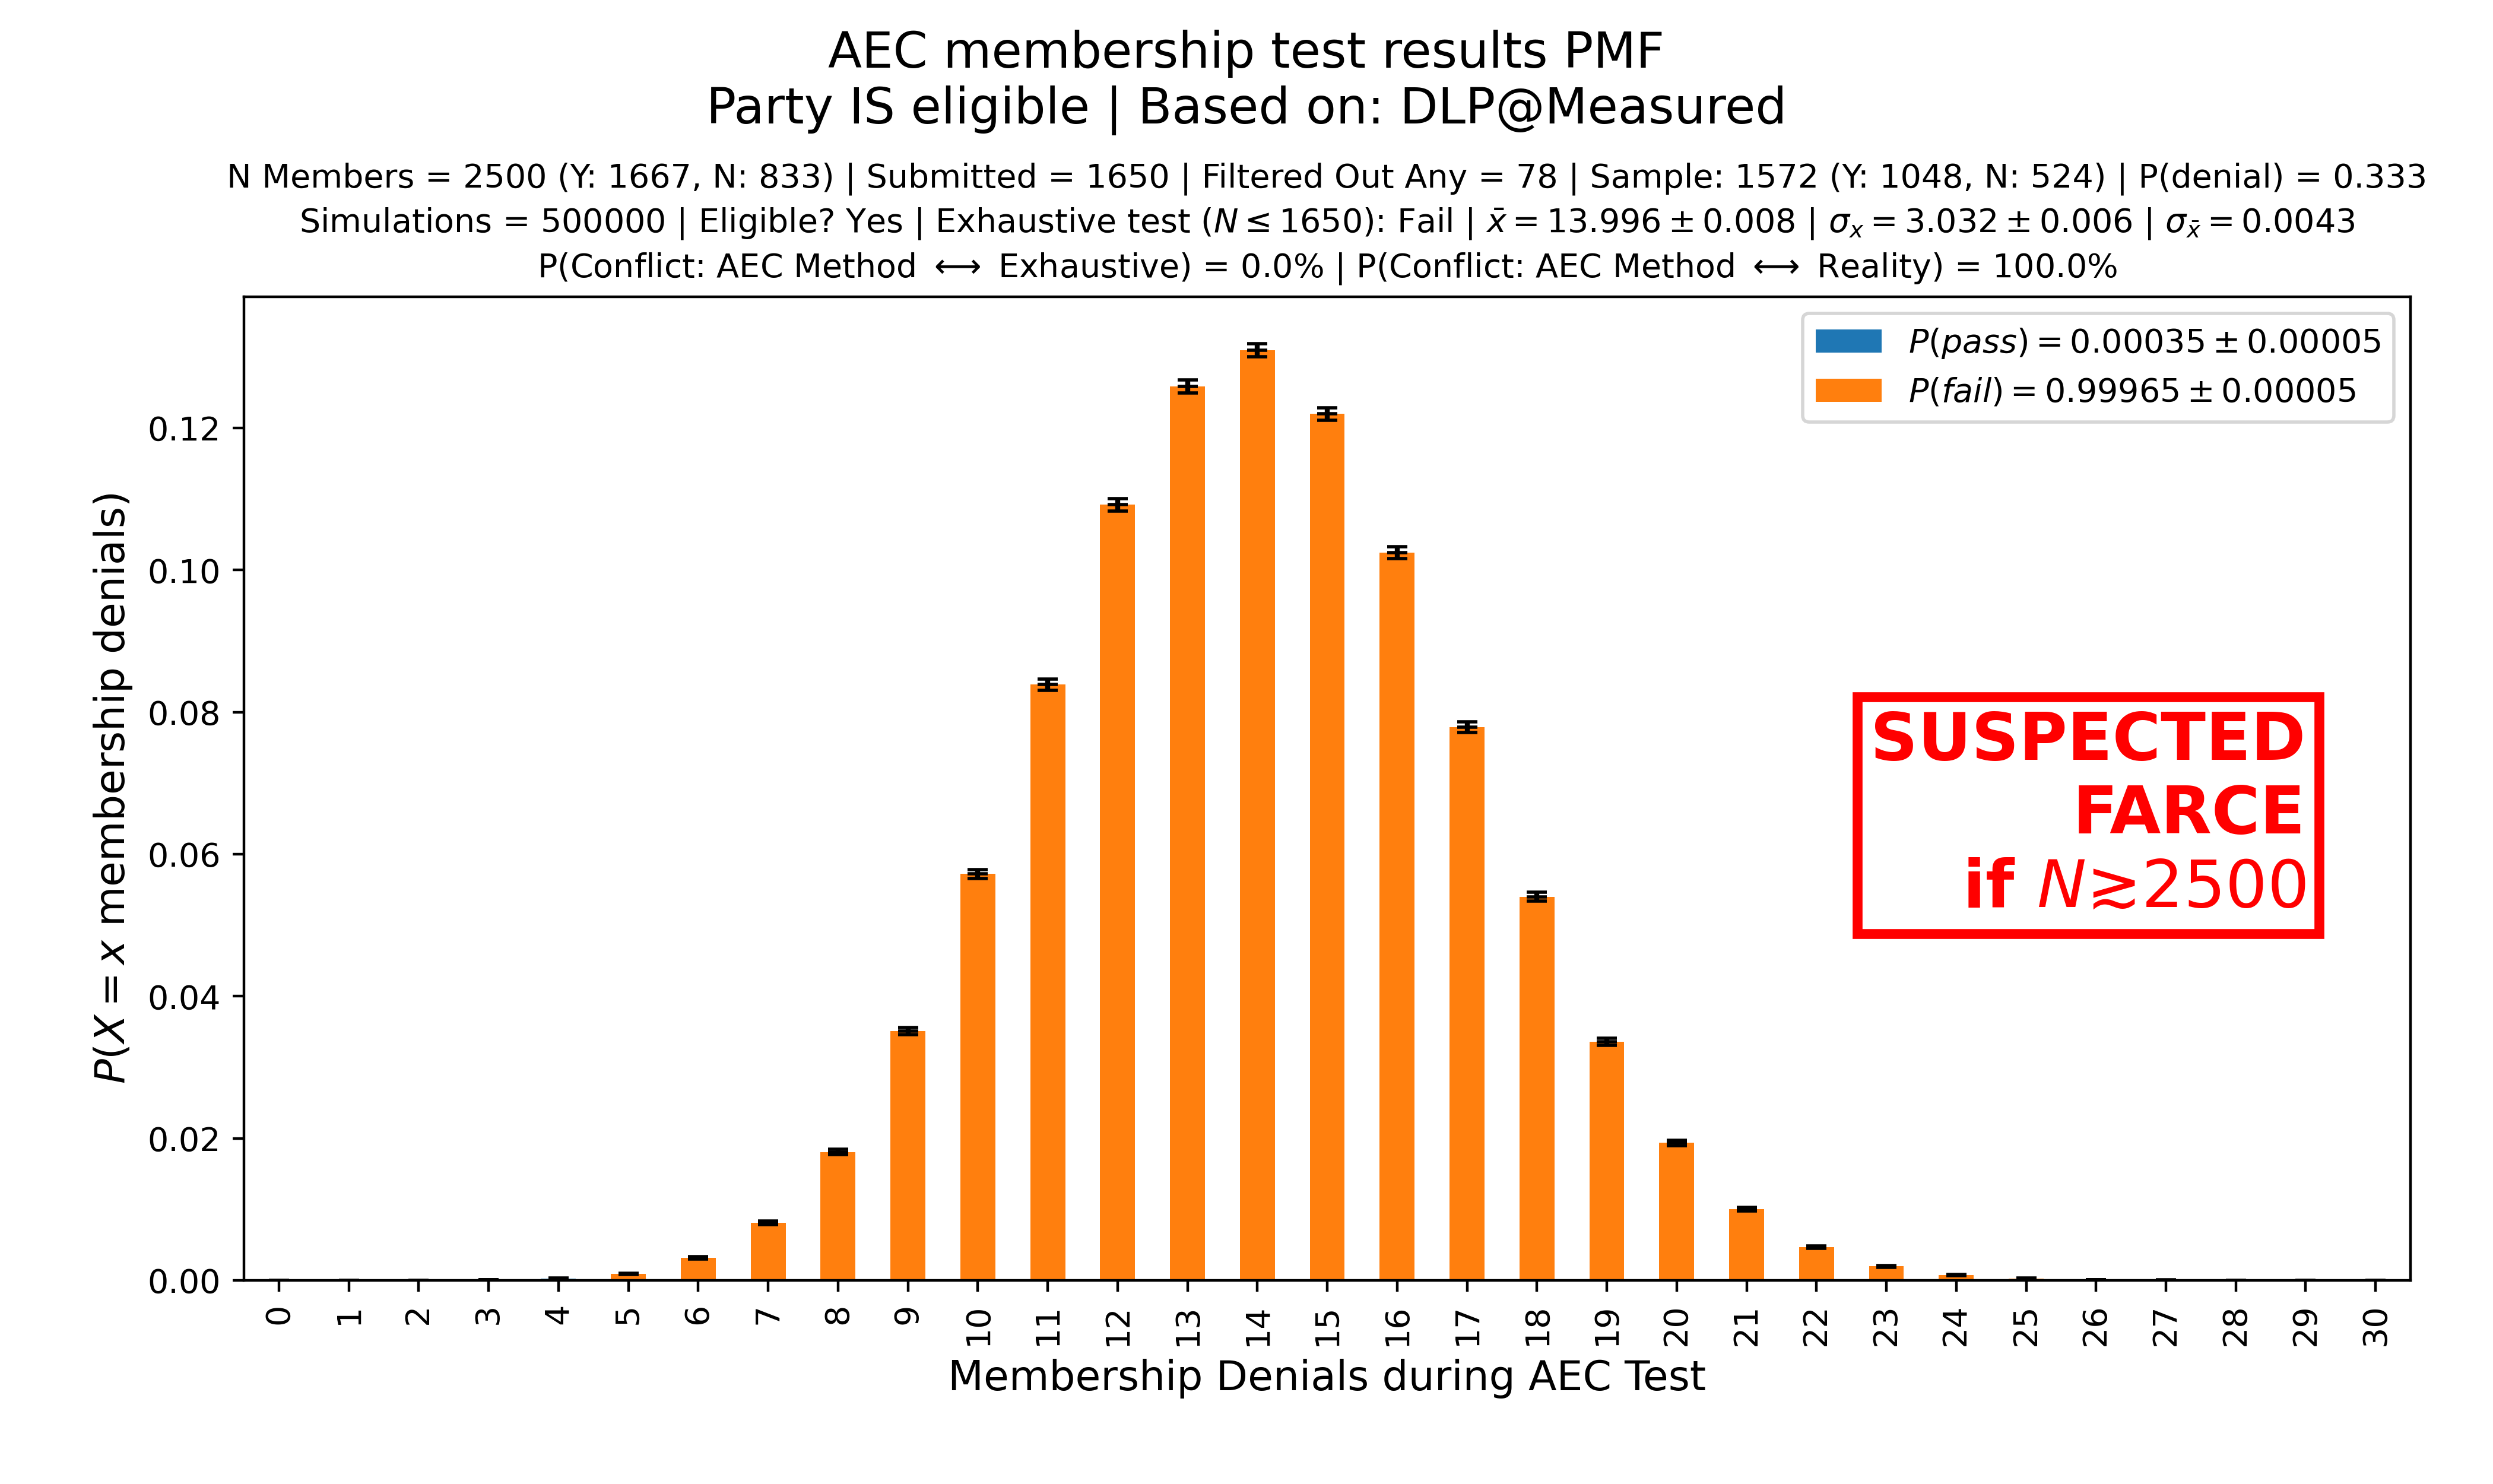 AEC membership test results PMF
Party IS eligible | Based on: DLP@Measured
N Members = 2500 (Y: 1667, N: 833) | Submitted = 1650 | Filtered Out Any = 78 | Sample: 1572 (Y: 1048, N: 524) | P(denial) = 0.333
Simulations = 500000 | Eligible? Yes | Exhaustive test (N ≤ 1650): Fail | x̄ = 13.996 ± 0.008 | σₓ = 3.032 ± 0.006 | σ_x̄ = 0.0043
P(Conflict: AEC Method ⟷ Exhaustive) = 0.0% | P(Conflict: AEC Method ⟷ Reality) = 100.0%
P(pass) = 0.00035 ± 0.00005
P(fail) = 0.99965 ± 0.00005
0.12
0.10
0.08
0.06
0.04
0.02
0.00
P(X = x membership denials)
SUSPECTED
FARCE
if N⪆2500
0 1 2 3 4 5 6 7 8 9 10 11 12 13 14 15 16 17 18 19 20 21 22 23 24 25 26 27 28 29 30
Membership Denials during AEC Test